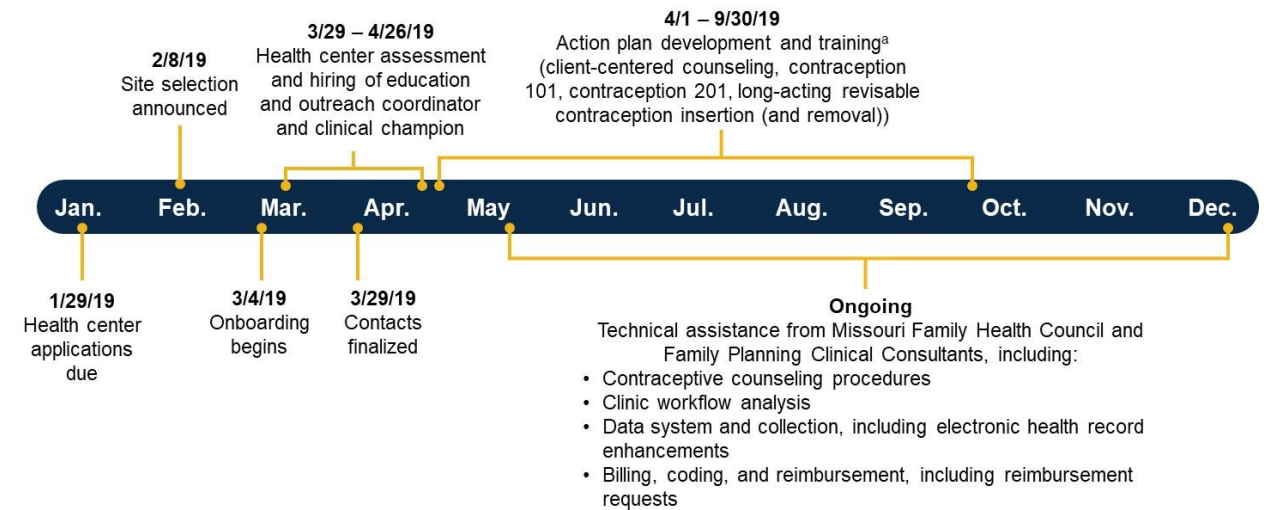 2/8/19
Site selection
announced
3/29 – 4/26/19
Health center assessment
and hiring of education
and outreach coordinator
and clinical champion
4/1 – 9/30/19
Action plan development and trainingᵃ
(client-centered counseling, contraception
101, contraception 201, long-acting revisable
contraception insertion (and removal))
Jan. Feb. Mar. Apr. May Jun. Jul. Aug. Sep. Oct. Nov. Dec.
1/29/19
Health center
applications
due
3/4/19
Onboarding
begins
3/29/19
Contacts
finalized
Ongoing
Technical assistance from Missouri Family Health Council and
Family Planning Clinical Consultants, including:
• Contraceptive counseling procedures
• Clinic workflow analysis
• Data system and collection, including electronic health record
enhancements
• Billing, coding, and reimbursement, including reimbursement
requests